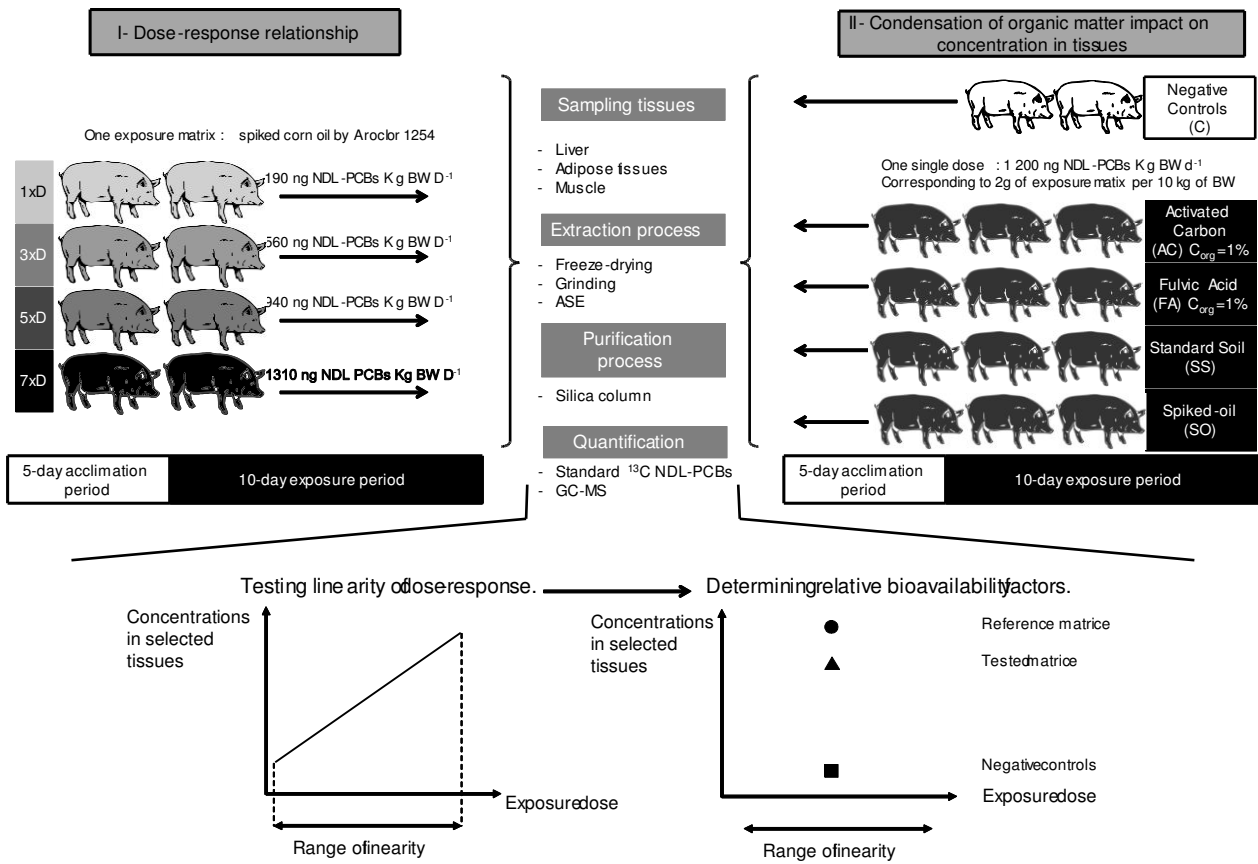 I- Dose-response relationship
One exposure matrix : spiked corn oil by Aroclor 1254
1xD
190 ng NDL-PCBs Kg BW D-1
3xD
560 ng NDL-PCBs Kg BW D-1
5xD
940 ng NDL-PCBs Kg BW D-1
7xD
1310 ng NDL PCBs Kg BW D-1
5-day acclimation
period
10-day exposure period
Sampling tissues
- Liver
- Adipose tissues
- Muscle
Extraction process
- Freeze-drying
- Grinding
- ASE
Purification
process
- Silica column
Quantification
- Standard 13C NDL-PCBs
- GC-MS
II- Condensation of organic matter impact on
concentration in tissues
Negative
Controls
(C)
One single dose : 1 200 ng NDL-PCBs Kg BW d-1
Corresponding to 2g of exposure matix per 10 kg of BW
Activated
Carbon
(AC) Corg=1%
Fulvic Acid
(FA) Corg=1%
Standard Soil
(SS)
Spiked-oil
(SO)
5-day acclimation
period
10-day exposure period
Testing linearity of dose-response.
Concentrations
in selected
tissues
Exposure dose
Range of linearity
Determining relative bioavailability factors.
Concentrations
in selected
tissues
Reference matrice
Tested matrice
Negative controls
Exposure dose
Range of linearity